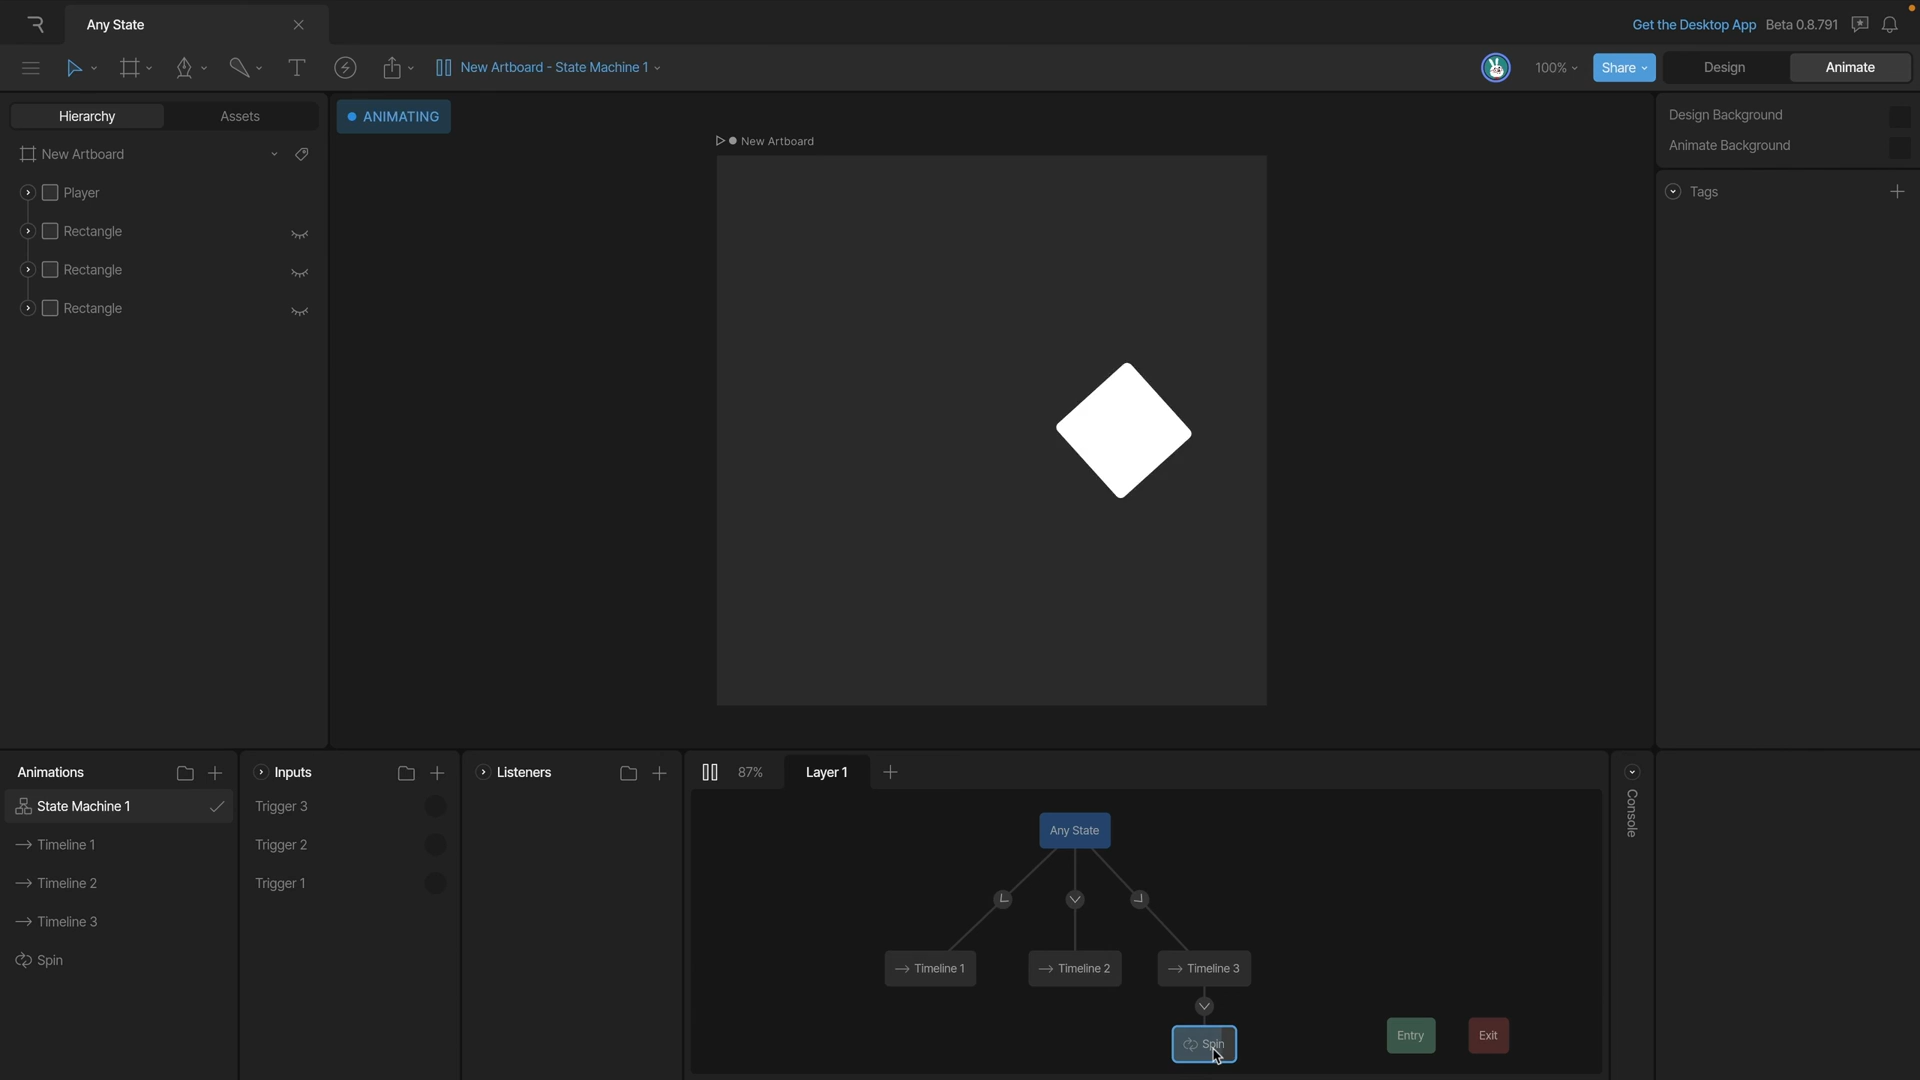 Any State
Get the Desktop App
Beta 0.8.791
New Artboard - State Machine 1
100%
Share
Design
Animate
Hierarchy
Assets
ANIMATING
New Artboard
Player
Rectangle
Rectangle
Rectangle
New Artboard
Design Background
Animate Background
Tags
Animations
State Machine 1
Timeline 1
Timeline 2
Timeline 3
Spin
Inputs
Trigger 3
Trigger 2
Trigger 1
Listeners
87%
Layer 1
Any State
Timeline 1
Timeline 2
Timeline 3
Spin
Entry
Exit
Console